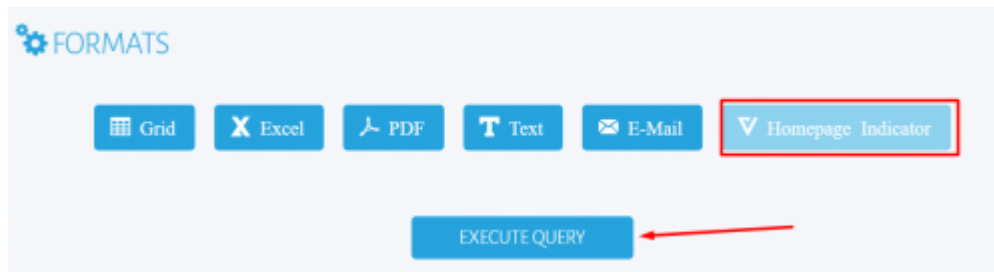 FORMATS
Grid Excel PDF Text E-Mail Homepage Indicator
EXECUTE QUERY